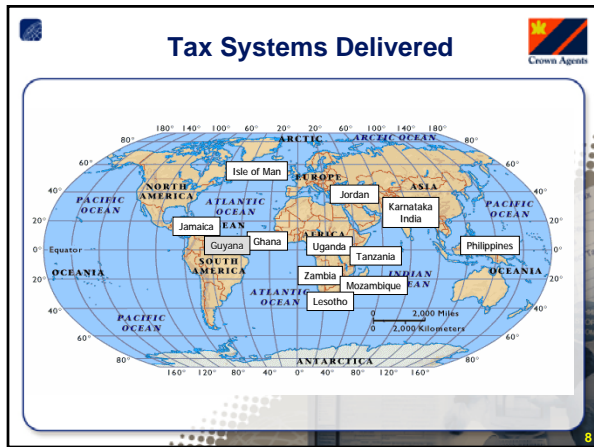 Tax Systems Delivered
Crown Agents
180° 140° 100° 60° 20° 20° 60° 100° 140° 180°
ARCTIC
ARCTIC OCEAN
80° 80°
60° 60°
Isle of Man
EUROPE
NORTH
AMERICA
ASIA
Jordan
40° 40°
Karnataka
India
PACIFIC
OCEAN
ATLANTIC
OCEAN
PACIFIC
OCEAN
20° 20°
Jamaica
EAN
AFRICA
Guyana
Ghana
Uganda
Philippines
Equator 0° 0°
Tanzania
SOUTH
AMERICA
OCEANIA
Zambia
INDIAN
EAN
OCEANIA
20° 20°
Mozambique
ATLANTIC
OCEAN
Lesotho
PACIFIC
OCEAN
0 2,000 Miles
0 2,000 Kilometers
40° 40°
60° 60°
80° 80°
ANTARCTICA
160° 120° 80° 40° 0° 40° 80° 120° 160°
8